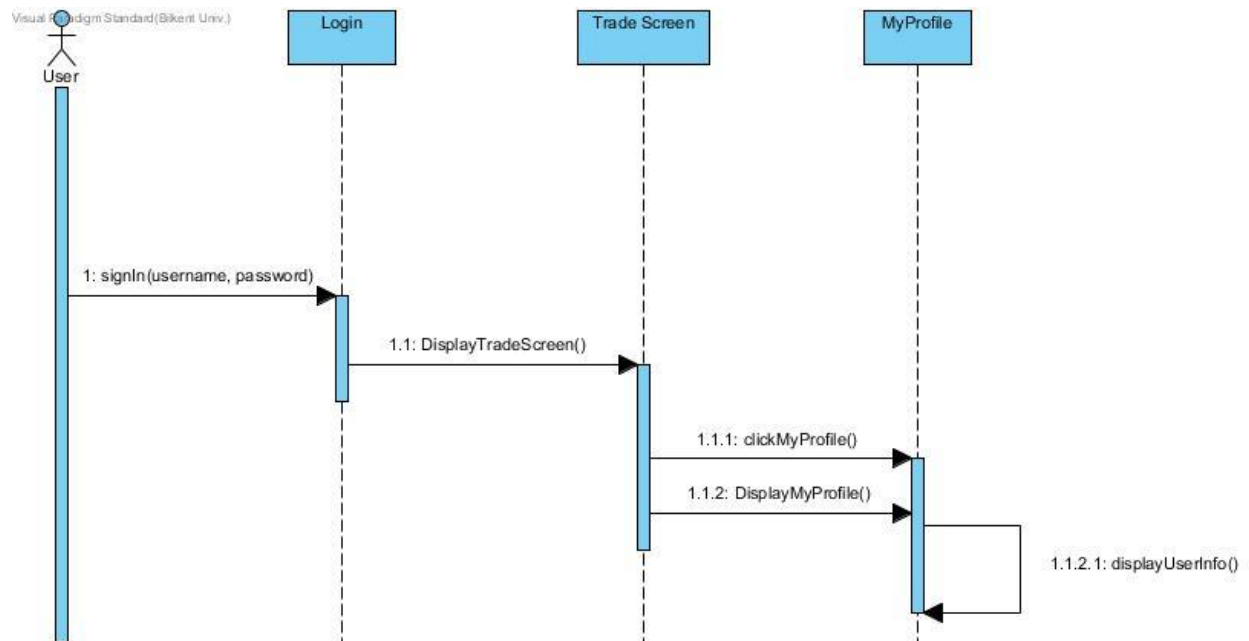 Visual Paradigm Standard(Bilkent Univ.)
Login
Trade Screen
MyProfile
User
1: signIn(username, password)
1.1: DisplayTradeScreen()
1.1.1: clickMyProfile()
1.1.2: DisplayMyProfile()
1.1.2.1: displayUserInfo()